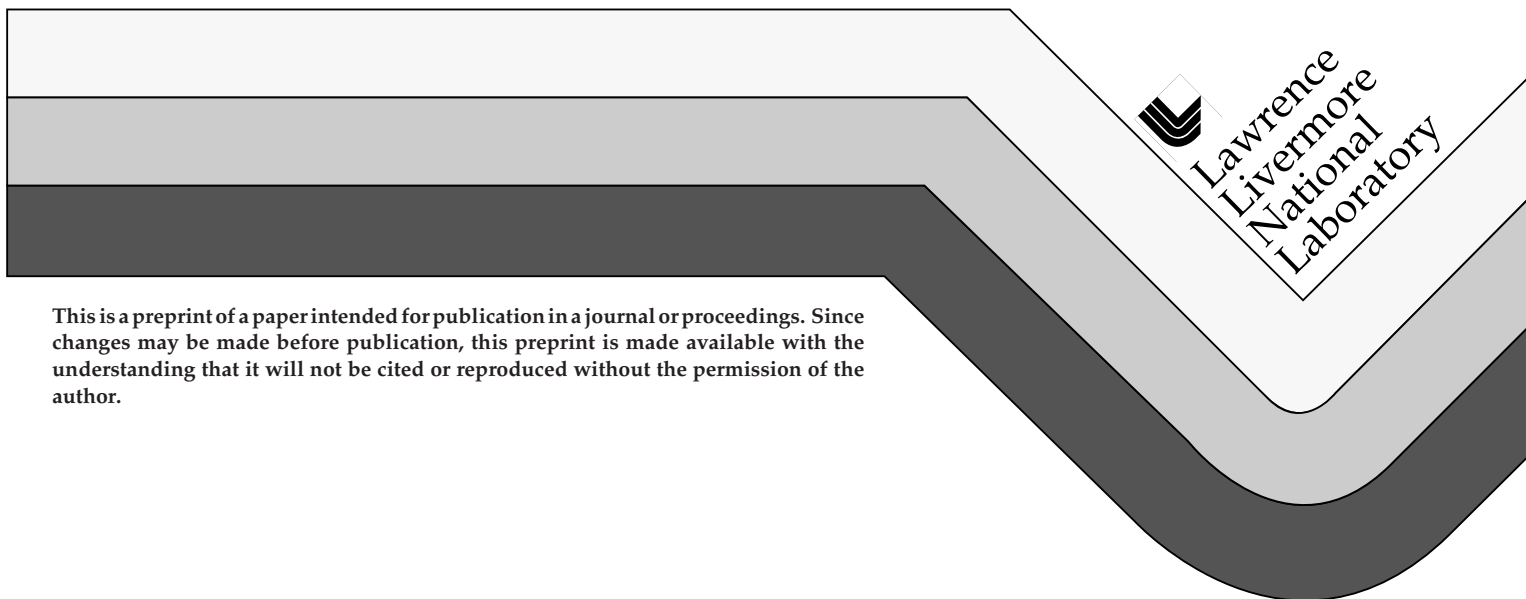 Lawrence
Livermore
National
Laboratory
This is a preprint of a paper intended for publication in a journal or proceedings. Since
changes may be made before publication, this preprint is made available with the
understanding that it will not be cited or reproduced without the permission of the
author.